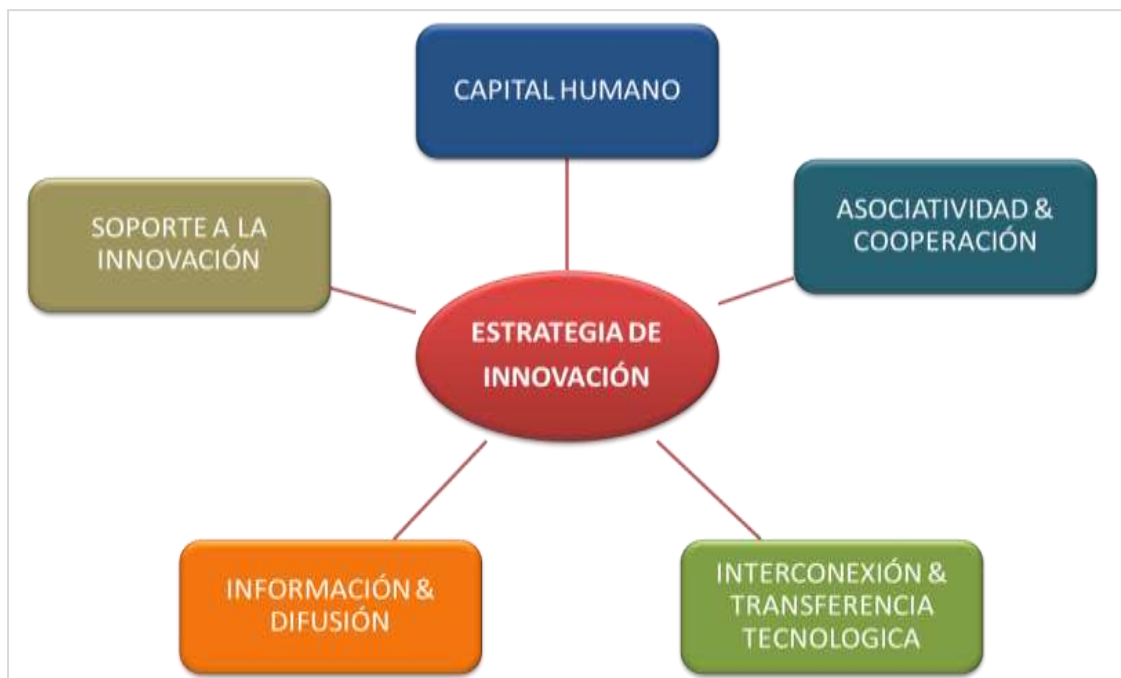 CAPITAL HUMANO
ASOCIATIVIDAD &
COOPERACIÓN
SOPORTE A LA
INNOVACIÓN
ESTRATEGIA DE
INNOVACIÓN
INFORMACIÓN &
DIFUSIÓN
INTERCONEXIÓN &
TRANSFERENCIA
TECNOLOGICA